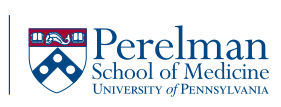 Perelman
School of Medicine
UNIVERSITY of PENNSYLVANIA